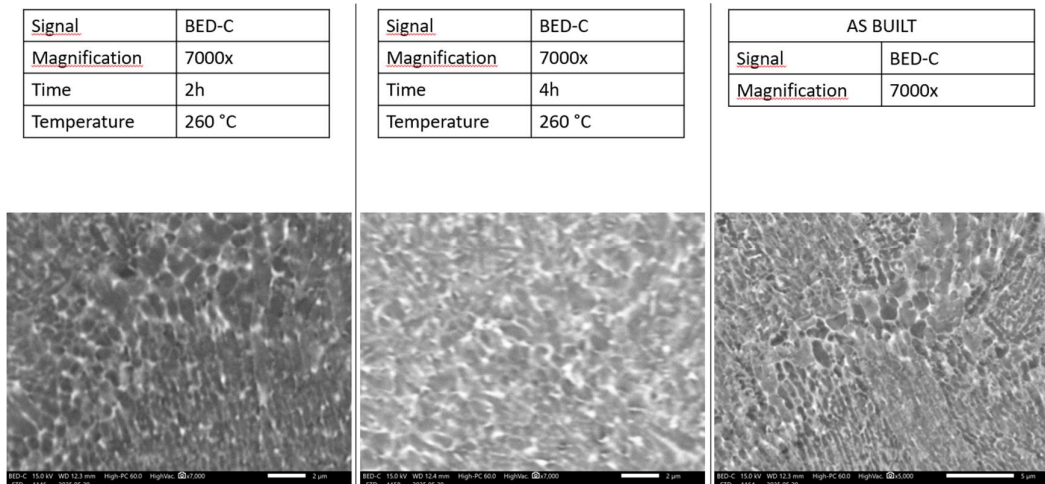 Signal BED-C
Magnification 7000x
Time 2h
Temperature 260 °C
Signal BED-C
Magnification 7000x
Time 4h
Temperature 260 °C
AS BUILT
Signal BED-C
Magnification 7000x
BED-C 15.0 kV WD 12.3 mm High-PC 60.0 HighVac. x7,000 2 μm
BED-C 15.0 kV WD 12.4 mm High-PC 60.0 HighVac. x7,000 2 μm
BED-C 15.0 kV WD 12.3 mm High-PC 60.0 HighVac. x5,000 5 μm